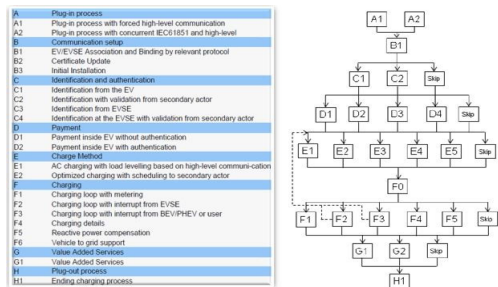 A Plug-in process
A1 Plug-in process with forced high-level communication
A2 Plug-in process with concurrent IEC61851 and high-level
B Communication setup
B1 EV/EVSE Association and Binding by relevant protocol
B2 Certificate Update
B3 Initial Installation
C Identification and authentication
C1 Identification from the EV
C2 Identification with validation from secondary actor
C3 Identification from EVSE
C4 Identification at the EVSE with validation from secondary actor
D Payment
D1 Payment inside EV without authentication
D2 Payment inside EV with authentication
E Charge Method
E1 AC charging with load levelling based on high-level communi-cation
E2 Optimized charging with scheduling to secondary actor
F Charging
F1 Charging loop with metering
F2 Charging loop with interrupt from EVSE
F3 Charging loop with interrupt from BEV/PHEV or user
F4 Charging details
F5 Reactive power compensation
F6 Vehicle to grid support
G Value Added Services
G1 Value Added Services
H Plug-out process
H1 Ending charging process
A1 A2
B1
C1 C2 Skip
D1 D2 D3 D4 Skip
E1 E2 E3 E4 E5 Skip
F0
F1 F2 F3 F4 F5 Skip
G1 G2 Skip
H1